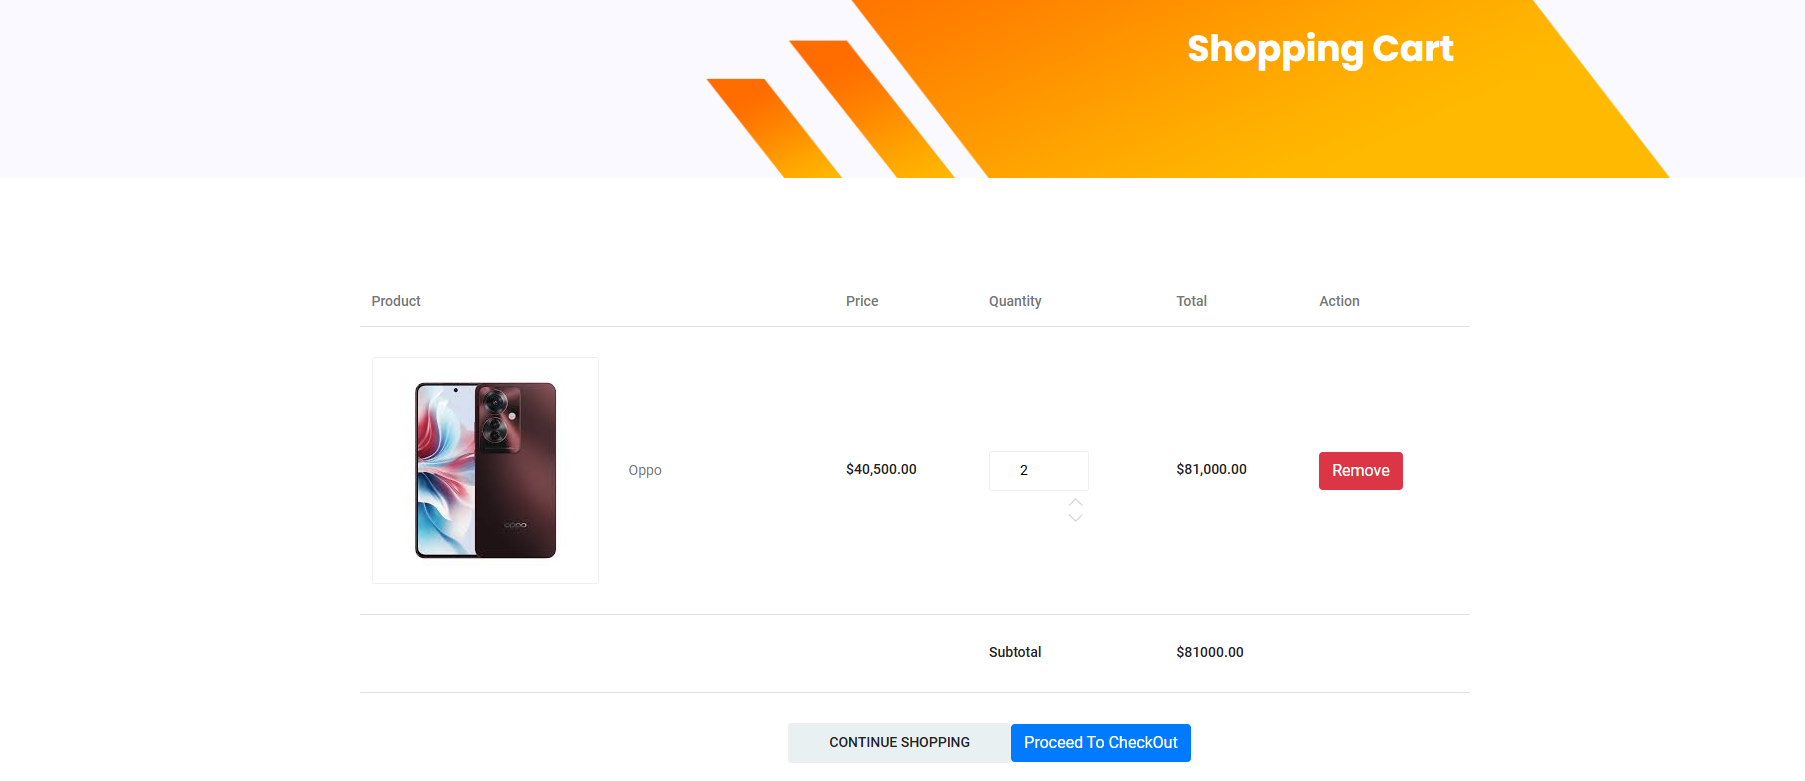 Shopping Cart
Product Price Quantity Total Action
oppo
Oppo $40,500.00 2 $81,000.00 Remove
Subtotal $81000.00
CONTINUE SHOPPING Proceed To CheckOut